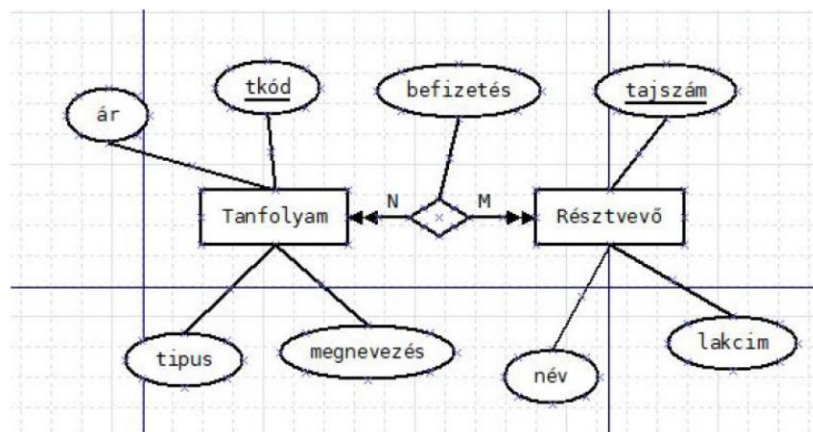 ár
tkód
befizetés
tajszám
Tanfolyam
N
M
Résztvevő
tipus
megnevezés
név
lakcim